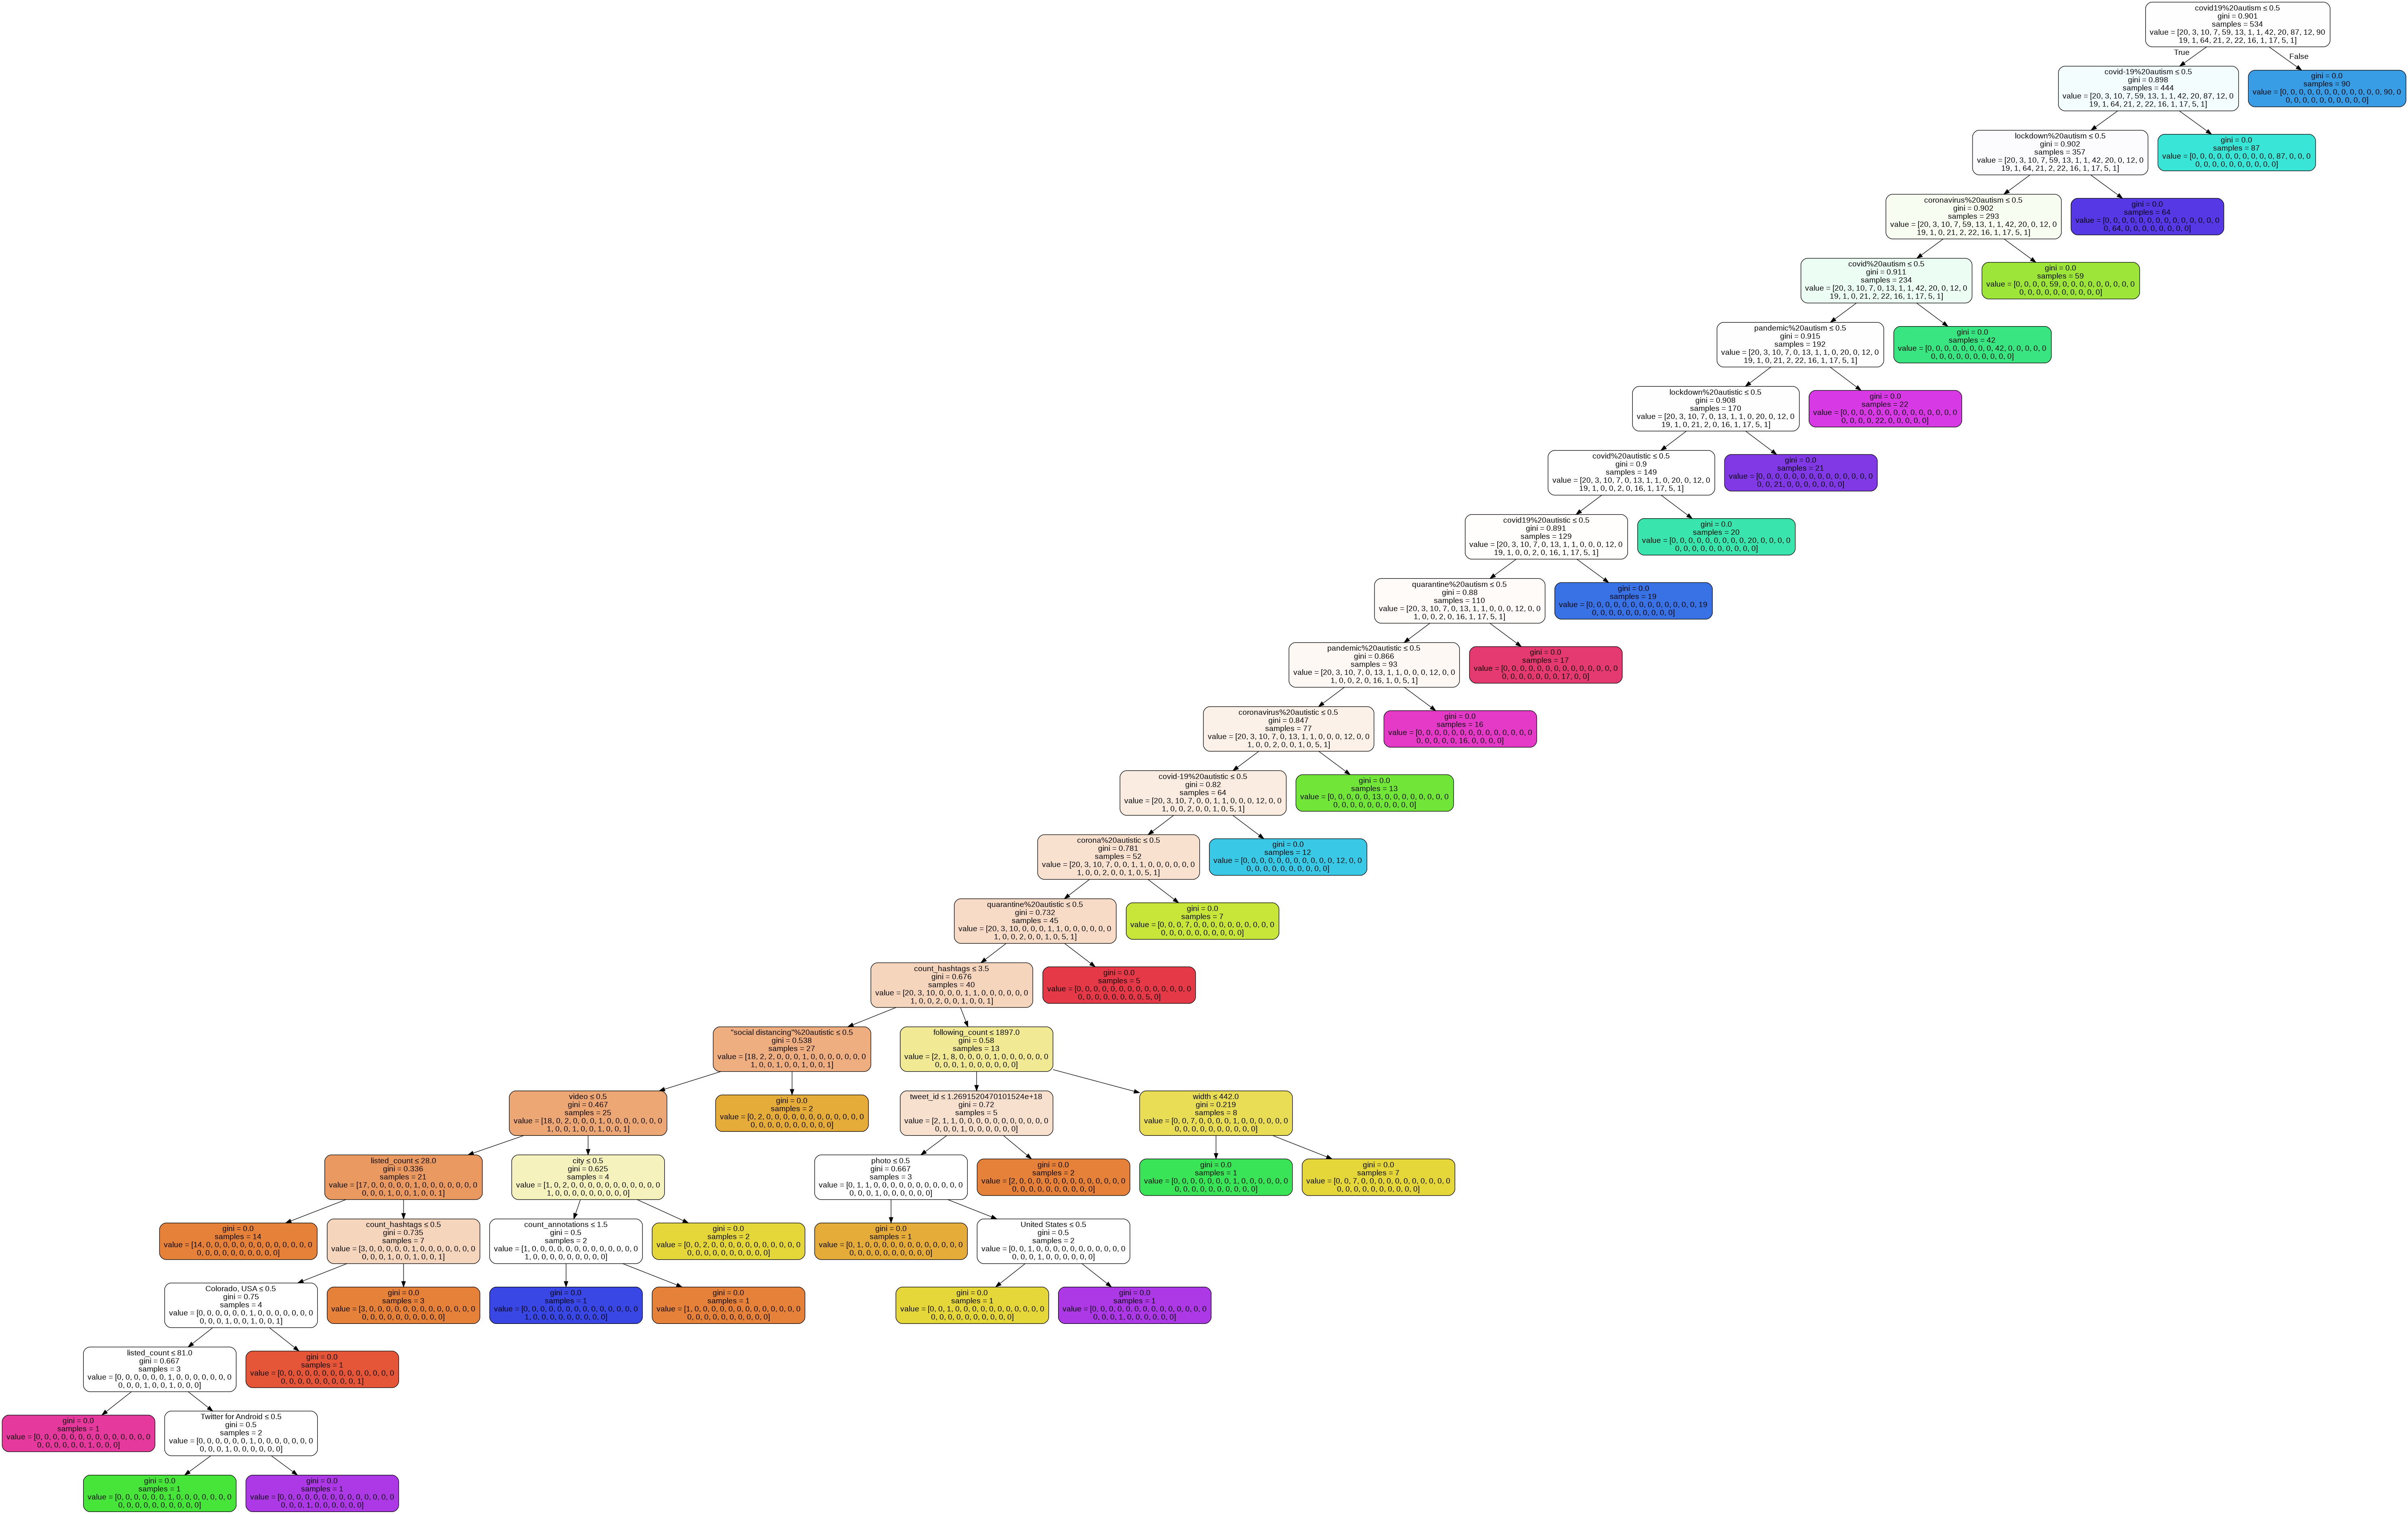 covid19%20autism ≤ 0.5
gini = 0.901
samples = 534
value = [20, 3, 10, 7, 59, 13, 1, 1, 42, 20, 87, 12, 90
19, 1, 64, 21, 2, 22, 16, 1, 17, 5, 1]
True
False
covid-19%20autism ≤ 0.5
gini = 0.898
samples = 444
value = [20, 3, 10, 7, 59, 13, 1, 1, 42, 20, 87, 12, 0
19, 1, 64, 21, 2, 22, 16, 1, 17, 5, 1]
gini = 0.0
samples = 90
value = [0, 0, 0, 0, 0, 0, 0, 0, 0, 0, 0, 0, 90, 0
0, 0, 0, 0, 0, 0, 0, 0, 0, 0]
lockdown%20autism ≤ 0.5
gini = 0.902
samples = 357
value = [20, 3, 10, 7, 59, 13, 1, 1, 42, 20, 0, 12, 0
19, 1, 64, 21, 2, 22, 16, 1, 17, 5, 1]
gini = 0.0
samples = 87
value = [0, 0, 0, 0, 0, 0, 0, 0, 0, 0, 87, 0, 0, 0
0, 0, 0, 0, 0, 0, 0, 0, 0, 0]
coronavirus%20autism ≤ 0.5
gini = 0.902
samples = 293
value = [20, 3, 10, 7, 59, 13, 1, 1, 42, 20, 0, 12, 0
19, 1, 0, 21, 2, 22, 16, 1, 17, 5, 1]
gini = 0.0
samples = 64
value = [0, 0, 0, 0, 0, 0, 0, 0, 0, 0, 0, 0, 0, 0
0, 64, 0, 0, 0, 0, 0, 0, 0, 0]
covid%20autism ≤ 0.5
gini = 0.911
samples = 234
value = [20, 3, 10, 7, 0, 13, 1, 1, 42, 20, 0, 12, 0
19, 1, 0, 21, 2, 22, 16, 1, 17, 5, 1]
gini = 0.0
samples = 59
value = [0, 0, 0, 0, 59, 0, 0, 0, 0, 0, 0, 0, 0, 0
0, 0, 0, 0, 0, 0, 0, 0, 0, 0]
pandemic%20autism ≤ 0.5
gini = 0.915
samples = 192
value = [20, 3, 10, 7, 0, 13, 1, 1, 0, 20, 0, 12, 0
19, 1, 0, 21, 2, 22, 16, 1, 17, 5, 1]
gini = 0.0
samples = 42
value = [0, 0, 0, 0, 0, 0, 0, 0, 42, 0, 0, 0, 0, 0
0, 0, 0, 0, 0, 0, 0, 0, 0, 0]
lockdown%20autistic ≤ 0.5
gini = 0.908
samples = 170
value = [20, 3, 10, 7, 0, 13, 1, 1, 0, 20, 0, 12, 0
19, 1, 0, 21, 2, 0, 16, 1, 17, 5, 1]
gini = 0.0
samples = 22
value = [0, 0, 0, 0, 0, 0, 0, 0, 0, 0, 0, 0, 0, 0
0, 0, 0, 0, 22, 0, 0, 0, 0, 0]
covid%20autistic ≤ 0.5
gini = 0.9
samples = 149
value = [20, 3, 10, 7, 0, 13, 1, 1, 0, 20, 0, 12, 0
19, 1, 0, 0, 2, 0, 16, 1, 17, 5, 1]
gini = 0.0
samples = 21
value = [0, 0, 0, 0, 0, 0, 0, 0, 0, 0, 0, 0, 0, 0
0, 0, 21, 0, 0, 0, 0, 0, 0, 0]
covid19%20autistic ≤ 0.5
gini = 0.891
samples = 129
value = [20, 3, 10, 7, 0, 13, 1, 1, 0, 0, 0, 12, 0
19, 1, 0, 0, 2, 0, 16, 1, 17, 5, 1]
gini = 0.0
samples = 20
value = [0, 0, 0, 0, 0, 0, 0, 0, 0, 20, 0, 0, 0, 0
0, 0, 0, 0, 0, 0, 0, 0, 0, 0]
quarantine%20autism ≤ 0.5
gini = 0.88
samples = 110
value = [20, 3, 10, 7, 0, 13, 1, 1, 0, 0, 0, 12, 0, 0
1, 0, 0, 2, 0, 16, 1, 17, 5, 1]
gini = 0.0
samples = 19
value = [0, 0, 0, 0, 0, 0, 0, 0, 0, 0, 0, 0, 0, 19
0, 0, 0, 0, 0, 0, 0, 0, 0, 0]
pandemic%20autistic ≤ 0.5
gini = 0.866
samples = 93
value = [20, 3, 10, 7, 0, 13, 1, 1, 0, 0, 0, 12, 0, 0
1, 0, 0, 2, 0, 16, 1, 0, 5, 1]
gini = 0.0
samples = 17
value = [0, 0, 0, 0, 0, 0, 0, 0, 0, 0, 0, 0, 0, 0
0, 0, 0, 0, 0, 0, 0, 17, 0, 0]
coronavirus%20autistic ≤ 0.5
gini = 0.847
samples = 77
value = [20, 3, 10, 7, 0, 13, 1, 1, 0, 0, 0, 12, 0, 0
1, 0, 0, 2, 0, 0, 1, 0, 5, 1]
gini = 0.0
samples = 16
value = [0, 0, 0, 0, 0, 0, 0, 0, 0, 0, 0, 0, 0, 0
0, 0, 0, 0, 0, 16, 0, 0, 0, 0]
covid-19%20autistic ≤ 0.5
gini = 0.82
samples = 64
value = [20, 3, 10, 7, 0, 0, 1, 1, 0, 0, 0, 12, 0, 0
1, 0, 0, 2, 0, 0, 1, 0, 5, 1]
gini = 0.0
samples = 13
value = [0, 0, 0, 0, 0, 13, 0, 0, 0, 0, 0, 0, 0, 0
0, 0, 0, 0, 0, 0, 0, 0, 0, 0]
corona%20autistic ≤ 0.5
gini = 0.781
samples = 52
value = [20, 3, 10, 7, 0, 0, 1, 1, 0, 0, 0, 0, 0, 0
1, 0, 0, 2, 0, 0, 1, 0, 5, 1]
gini = 0.0
samples = 12
value = [0, 0, 0, 0, 0, 0, 0, 0, 0, 0, 0, 12, 0, 0
0, 0, 0, 0, 0, 0, 0, 0, 0, 0]
quarantine%20autistic ≤ 0.5
gini = 0.732
samples = 45
value = [20, 3, 10, 0, 0, 0, 1, 1, 0, 0, 0, 0, 0, 0
1, 0, 0, 2, 0, 0, 1, 0, 5, 1]
gini = 0.0
samples = 7
value = [0, 0, 0, 7, 0, 0, 0, 0, 0, 0, 0, 0, 0, 0
0, 0, 0, 0, 0, 0, 0, 0, 0, 0]
count_hashtags ≤ 3.5
gini = 0.676
samples = 40
value = [20, 3, 10, 0, 0, 0, 1, 1, 0, 0, 0, 0, 0, 0
1, 0, 0, 2, 0, 0, 1, 0, 0, 1]
gini = 0.0
samples = 5
value = [0, 0, 0, 0, 0, 0, 0, 0, 0, 0, 0, 0, 0, 0
0, 0, 0, 0, 0, 0, 0, 0, 5, 0]
"social distancing"%20autistic ≤ 0.5
gini = 0.538
samples = 27
value = [18, 2, 2, 0, 0, 0, 1, 0, 0, 0, 0, 0, 0, 0
1, 0, 0, 1, 0, 0, 1, 0, 0, 1]
following_count ≤ 1897.0
gini = 0.58
samples = 13
value = [2, 1, 8, 0, 0, 0, 0, 1, 0, 0, 0, 0, 0, 0
0, 0, 0, 1, 0, 0, 0, 0, 0, 0]
video ≤ 0.5
gini = 0.467
samples = 25
value = [18, 0, 2, 0, 0, 0, 1, 0, 0, 0, 0, 0, 0, 0
1, 0, 0, 1, 0, 0, 1, 0, 0, 1]
gini = 0.0
samples = 2
value = [0, 2, 0, 0, 0, 0, 0, 0, 0, 0, 0, 0, 0, 0
0, 0, 0, 0, 0, 0, 0, 0, 0, 0]
tweet_id ≤ 1.2691520470101524e+18
gini = 0.72
samples = 5
value = [2, 1, 1, 0, 0, 0, 0, 0, 0, 0, 0, 0, 0, 0
0, 0, 0, 1, 0, 0, 0, 0, 0, 0]
width ≤ 442.0
gini = 0.219
samples = 8
value = [0, 0, 7, 0, 0, 0, 0, 1, 0, 0, 0, 0, 0, 0
0, 0, 0, 0, 0, 0, 0, 0, 0, 0]
listed_count ≤ 28.0
gini = 0.336
samples = 21
value = [17, 0, 0, 0, 0, 0, 1, 0, 0, 0, 0, 0, 0, 0
0, 0, 0, 1, 0, 0, 1, 0, 0, 1]
city ≤ 0.5
gini = 0.625
samples = 4
value = [1, 0, 2, 0, 0, 0, 0, 0, 0, 0, 0, 0, 0, 0
1, 0, 0, 0, 0, 0, 0, 0, 0, 0]
photo ≤ 0.5
gini = 0.667
samples = 3
value = [0, 1, 1, 0, 0, 0, 0, 0, 0, 0, 0, 0, 0, 0
0, 0, 0, 1, 0, 0, 0, 0, 0, 0]
gini = 0.0
samples = 2
value = [2, 0, 0, 0, 0, 0, 0, 0, 0, 0, 0, 0, 0, 0
0, 0, 0, 0, 0, 0, 0, 0, 0, 0]
gini = 0.0
samples = 1
value = [0, 0, 0, 0, 0, 0, 0, 1, 0, 0, 0, 0, 0, 0
0, 0, 0, 0, 0, 0, 0, 0, 0, 0]
gini = 0.0
samples = 7
value = [0, 0, 7, 0, 0, 0, 0, 0, 0, 0, 0, 0, 0, 0
0, 0, 0, 0, 0, 0, 0, 0, 0, 0]
gini = 0.0
samples = 14
value = [14, 0, 0, 0, 0, 0, 0, 0, 0, 0, 0, 0, 0, 0
0, 0, 0, 0, 0, 0, 0, 0, 0, 0]
count_hashtags ≤ 0.5
gini = 0.735
samples = 7
value = [3, 0, 0, 0, 0, 0, 1, 0, 0, 0, 0, 0, 0, 0
0, 0, 0, 1, 0, 0, 1, 0, 0, 1]
count_annotations ≤ 1.5
gini = 0.5
samples = 2
value = [1, 0, 0, 0, 0, 0, 0, 0, 0, 0, 0, 0, 0, 0
1, 0, 0, 0, 0, 0, 0, 0, 0, 0]
gini = 0.0
samples = 2
value = [0, 0, 2, 0, 0, 0, 0, 0, 0, 0, 0, 0, 0, 0
0, 0, 0, 0, 0, 0, 0, 0, 0, 0]
gini = 0.0
samples = 1
value = [0, 1, 0, 0, 0, 0, 0, 0, 0, 0, 0, 0, 0, 0
0, 0, 0, 0, 0, 0, 0, 0, 0, 0]
United States ≤ 0.5
gini = 0.5
samples = 2
value = [0, 0, 1, 0, 0, 0, 0, 0, 0, 0, 0, 0, 0, 0
0, 0, 0, 1, 0, 0, 0, 0, 0, 0]
Colorado, USA ≤ 0.5
gini = 0.75
samples = 4
value = [0, 0, 0, 0, 0, 0, 1, 0, 0, 0, 0, 0, 0, 0
0, 0, 0, 1, 0, 0, 1, 0, 0, 1]
gini = 0.0
samples = 3
value = [3, 0, 0, 0, 0, 0, 0, 0, 0, 0, 0, 0, 0, 0
0, 0, 0, 0, 0, 0, 0, 0, 0, 0]
gini = 0.0
samples = 1
value = [0, 0, 0, 0, 0, 0, 0, 0, 0, 0, 0, 0, 0, 0
1, 0, 0, 0, 0, 0, 0, 0, 0, 0]
gini = 0.0
samples = 1
value = [1, 0, 0, 0, 0, 0, 0, 0, 0, 0, 0, 0, 0, 0
0, 0, 0, 0, 0, 0, 0, 0, 0, 0]
gini = 0.0
samples = 1
value = [0, 0, 1, 0, 0, 0, 0, 0, 0, 0, 0, 0, 0, 0
0, 0, 0, 0, 0, 0, 0, 0, 0, 0]
gini = 0.0
samples = 1
value = [0, 0, 0, 0, 0, 0, 0, 0, 0, 0, 0, 0, 0, 0
0, 0, 0, 1, 0, 0, 0, 0, 0, 0]
listed_count ≤ 81.0
gini = 0.667
samples = 3
value = [0, 0, 0, 0, 0, 0, 1, 0, 0, 0, 0, 0, 0, 0
0, 0, 0, 1, 0, 0, 1, 0, 0, 0]
gini = 0.0
samples = 1
value = [0, 0, 0, 0, 0, 0, 0, 0, 0, 0, 0, 0, 0, 0
0, 0, 0, 0, 0, 0, 0, 0, 0, 1]
gini = 0.0
samples = 1
value = [0, 0, 0, 0, 0, 0, 0, 0, 0, 0, 0, 0, 0, 0
0, 0, 0, 0, 0, 0, 1, 0, 0, 0]
Twitter for Android ≤ 0.5
gini = 0.5
samples = 2
value = [0, 0, 0, 0, 0, 0, 1, 0, 0, 0, 0, 0, 0, 0
0, 0, 0, 1, 0, 0, 0, 0, 0, 0]
gini = 0.0
samples = 1
value = [0, 0, 0, 0, 0, 0, 1, 0, 0, 0, 0, 0, 0, 0
0, 0, 0, 0, 0, 0, 0, 0, 0, 0]
gini = 0.0
samples = 1
value = [0, 0, 0, 0, 0, 0, 0, 0, 0, 0, 0, 0, 0, 0
0, 0, 0, 1, 0, 0, 0, 0, 0, 0]